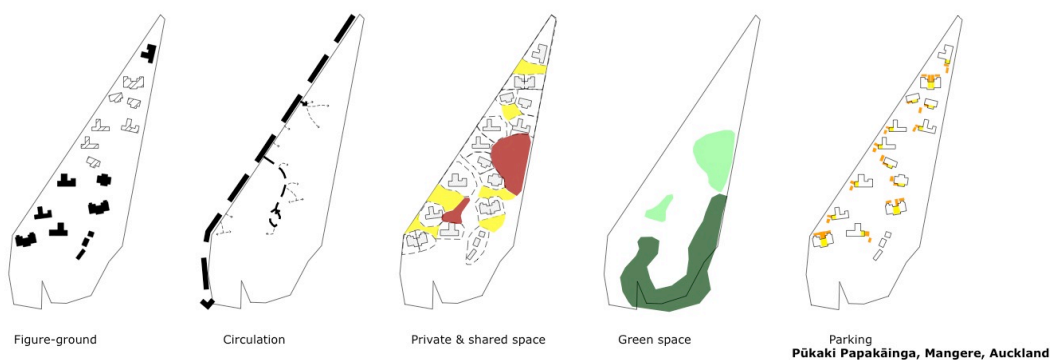 Figure-ground
Circulation
Private & shared space
Green space
Parking
Pūkaki Papakāinga, Mangere, Auckland